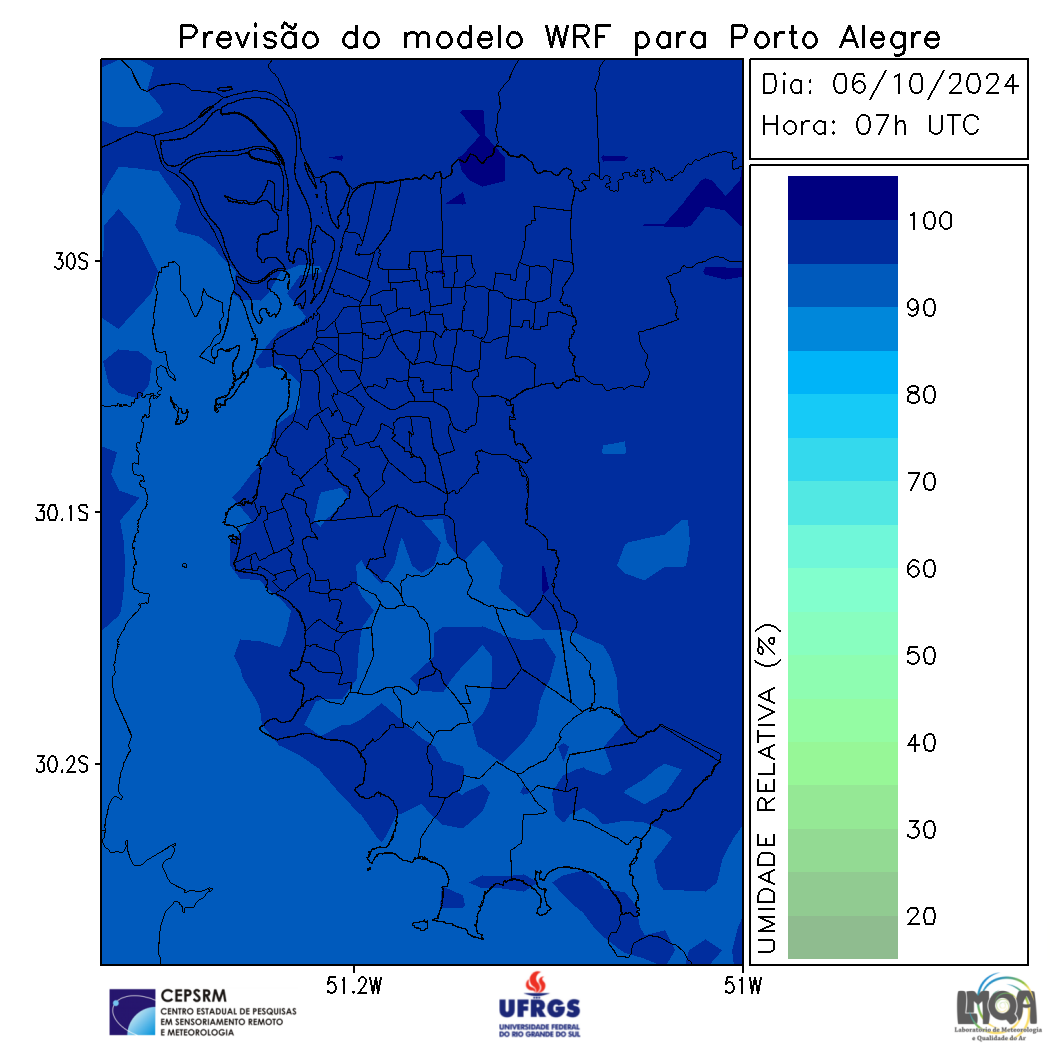 Previsão do modelo WRF para Porto Alegre
Dia: 06/10/2024
Hora: 07h UTC
30S
30.1S
30.2S
51.2W
51W
100
90
80
70
60
50
40
30
20
UMIDADE RELATIVA (%)
CEPSRM
CENTRO ESTADUAL DE PESQUISAS
EM SENSORIAMENTO REMOTO
E METEOROLOGIA
UFRGS
UNIVERSIDADE FEDERAL
DO RIO GRANDE DO SUL
LMQA
Laboratório de Meteorologia
e Qualidade do Ar